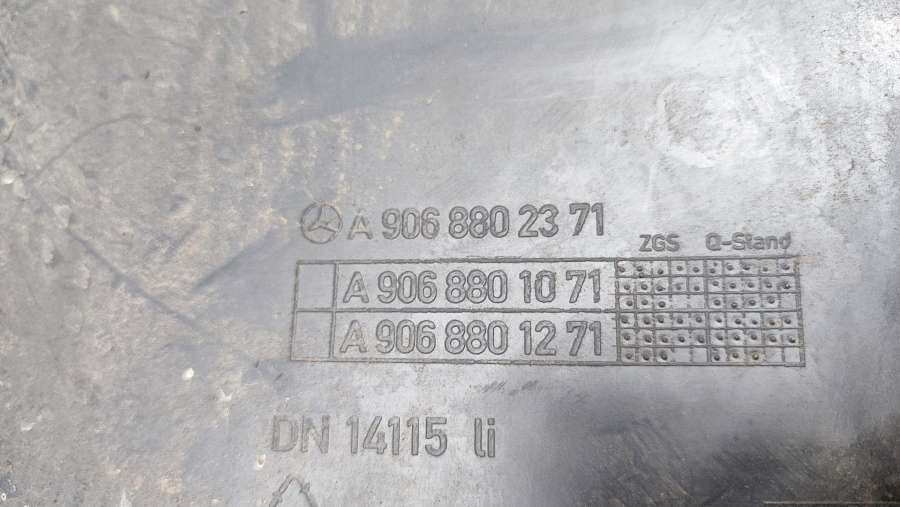 A 906 880 23 71
ZGS Q-Stand
A 906 880 10 71
A 906 880 12 71
DN 14115 li